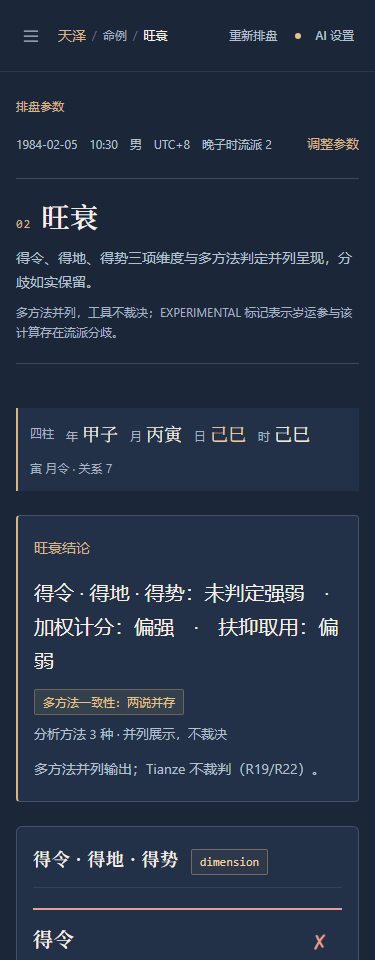 天泽 / 命例 / 旺衰 重新排盘 AI 设置
排盘参数
1984-02-05 10:30 男 UTC+8 晚子时流派 2 调整参数
02 旺衰
得令、得地、得势三项维度与多方法判定并列呈现，分
歧如实保留。
多方法并列，工具不裁决；EXPERIMENTAL 标记表示岁运参与该
计算存在流派分歧。
四柱 年 甲子 月 丙寅 日 己巳 时 己巳
寅 月令 · 关系 7
旺衰结论
得令 · 得地 · 得势：未判定强弱 ·
加权计分：偏强 · 扶抑取用：偏
弱
多方法一致性：两说并存
分析方法 3 种 · 并列展示，不裁决
多方法并列输出；Tianze 不裁判（R19/R22）。
得令 · 得地 · 得势 dimension
得令 ✗